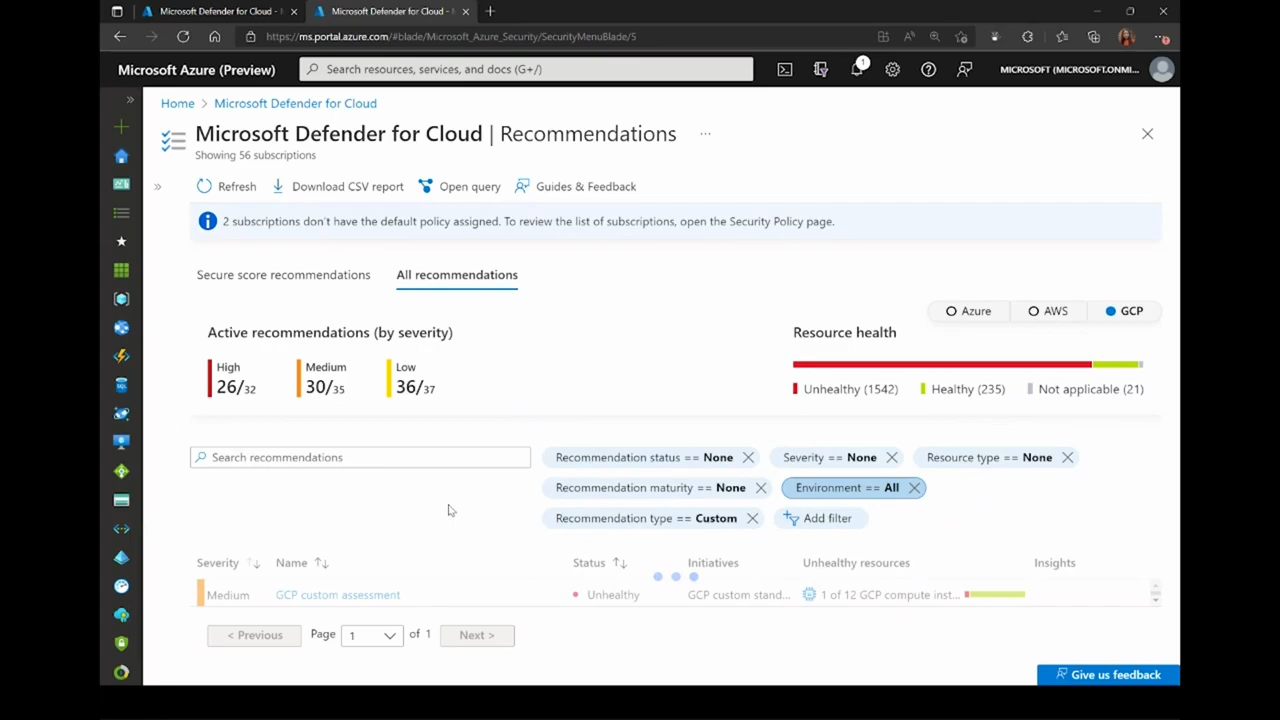 Microsoft Defender for Cloud -
Microsoft Defender for Cloud -
https://ms.portal.azure.com/#blade/Microsoft_Azure_Security/SecurityMenuBlade/5
Microsoft Azure (Preview)
Search resources, services, and docs (G+/)
1
MICROSOFT (MICROSOFT.ONMI...
Home > Microsoft Defender for Cloud
Microsoft Defender for Cloud | Recommendations ...
Showing 56 subscriptions
Refresh Download CSV report Open query Guides & Feedback
2 subscriptions don't have the default policy assigned. To review the list of subscriptions, open the Security Policy page.
Secure score recommendations All recommendations
Azure AWS GCP
Active recommendations (by severity)
Resource health
High Medium Low
26/32 30/35 36/37
Unhealthy (1542) Healthy (235) Not applicable (21)
Search recommendations
Recommendation status == None Severity == None Resource type == None
Recommendation maturity == None Environment == All
Recommendation type == Custom Add filter
Severity Name Status Initiatives Unhealthy resources Insights
Medium GCP custom assessment Unhealthy GCP custom stand... 1 of 12 GCP compute inst...
< Previous Page 1 of 1 Next >
Give us feedback